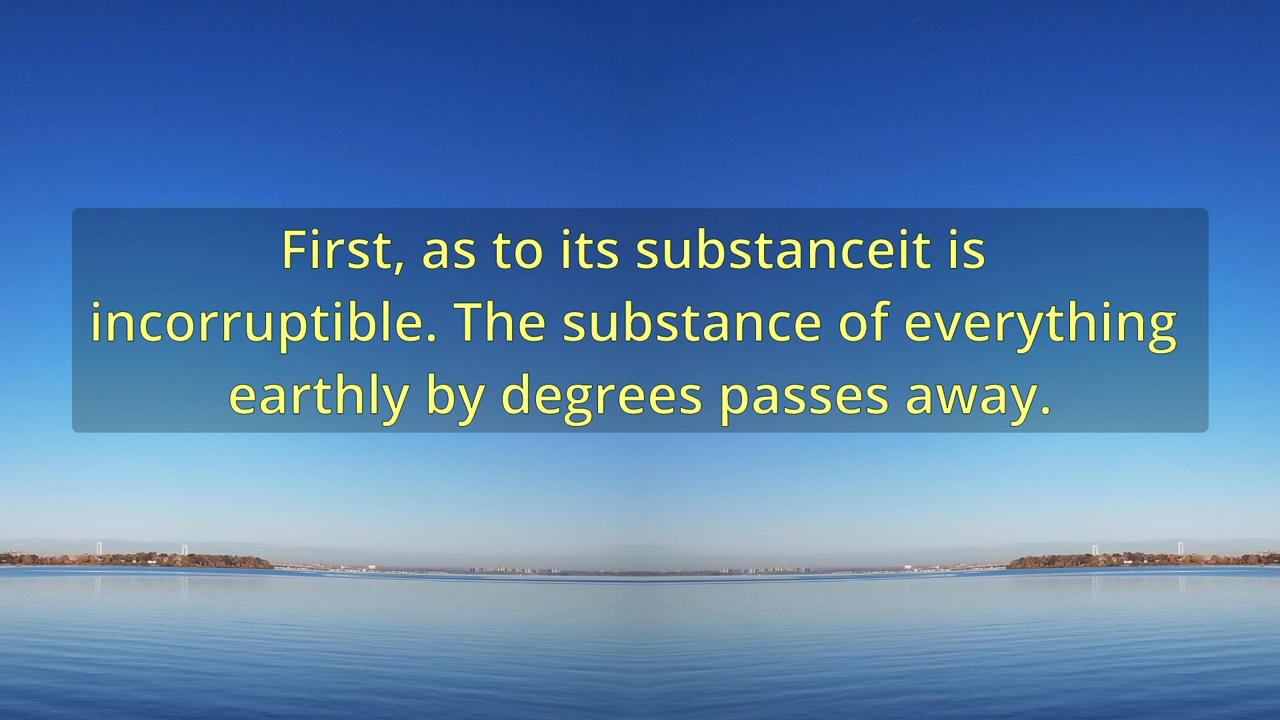 First, as to its substanceit is
incorruptible. The substance of everything
earthly by degrees passes away.